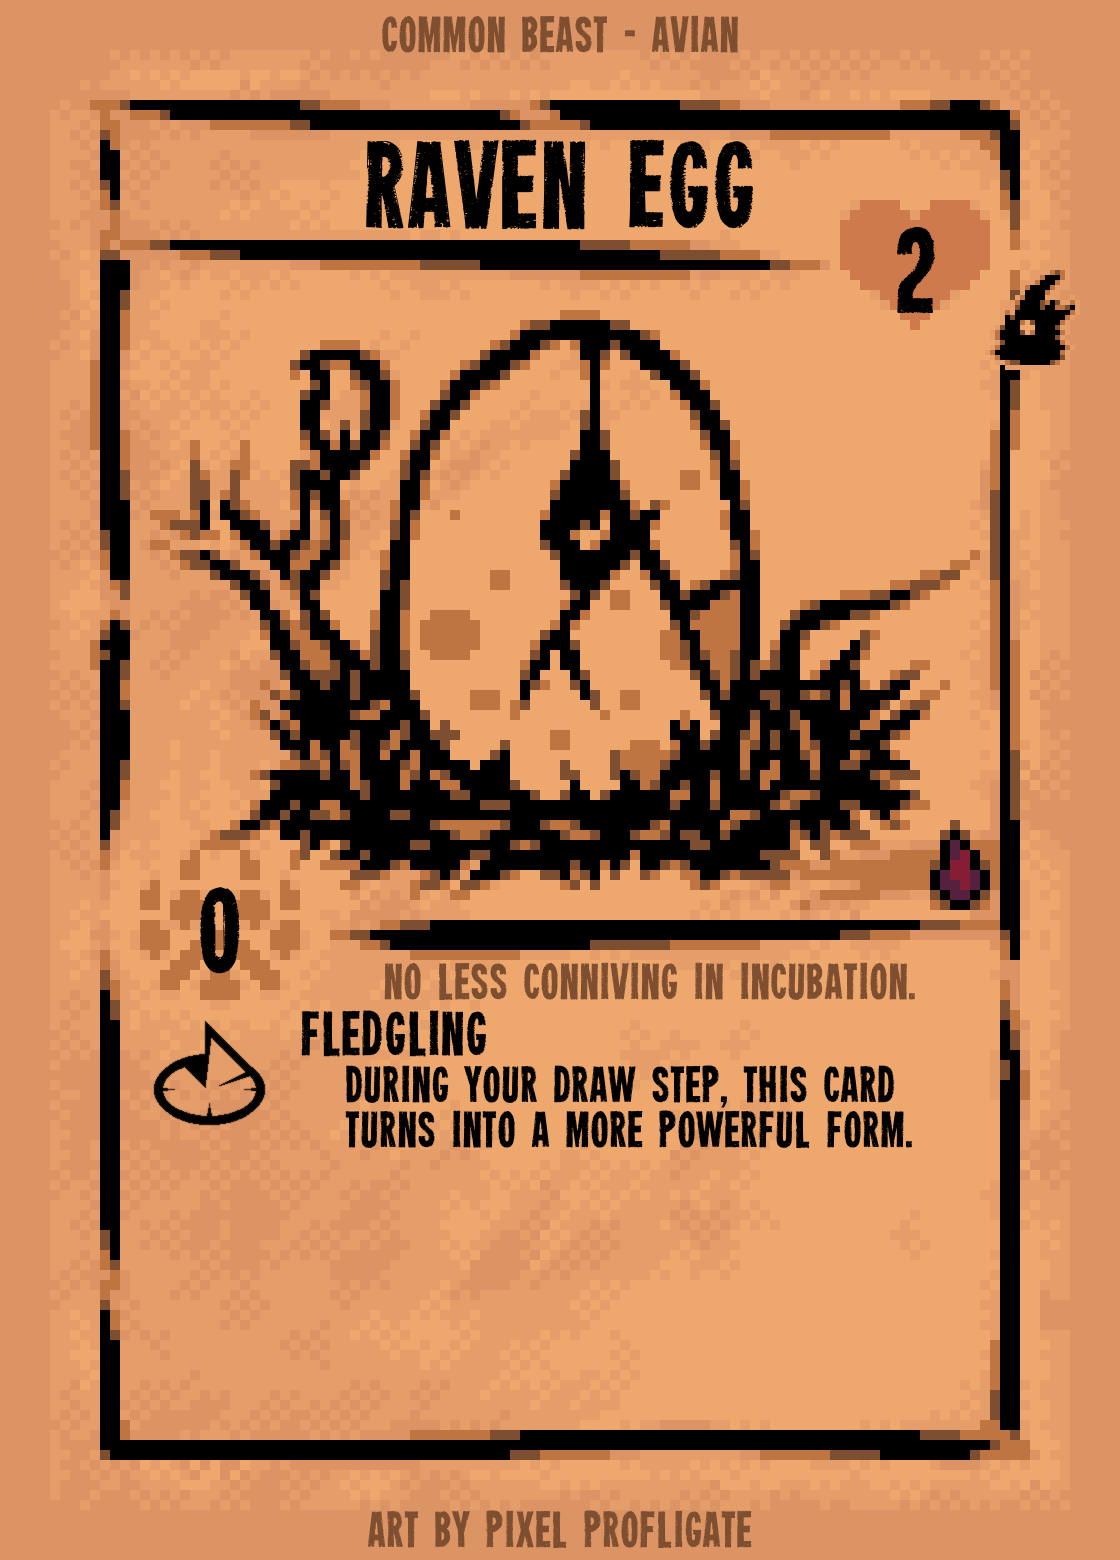 COMMON BEAST - AVIAN
RAVEN EGG
2
0
NO LESS CONNIVING IN INCUBATION.
FLEDGLING
DURING YOUR DRAW STEP, THIS CARD
TURNS INTO A MORE POWERFUL FORM.
ART BY PIXEL PROFLIGATE